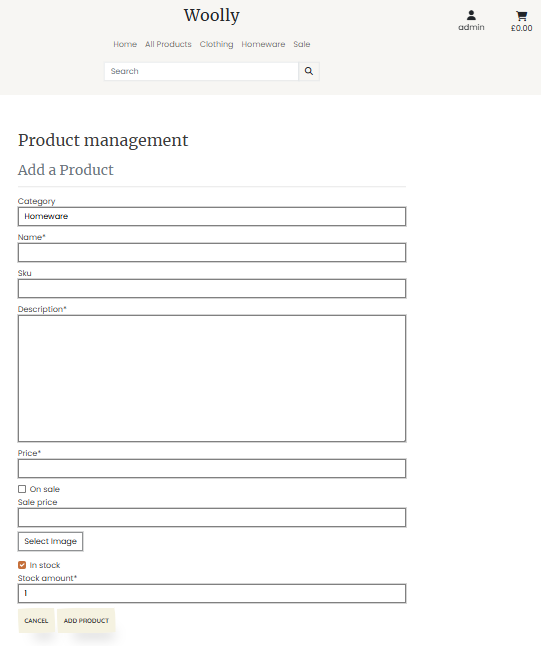 Woolly
admin
£0.00
Home All Products Clothing Homeware Sale
Search
Product management
Add a Product
Category
Homeware
Name*
Sku
Description*
Price*
On sale
Sale price
Select Image
In stock
Stock amount*
1
CANCEL ADD PRODUCT